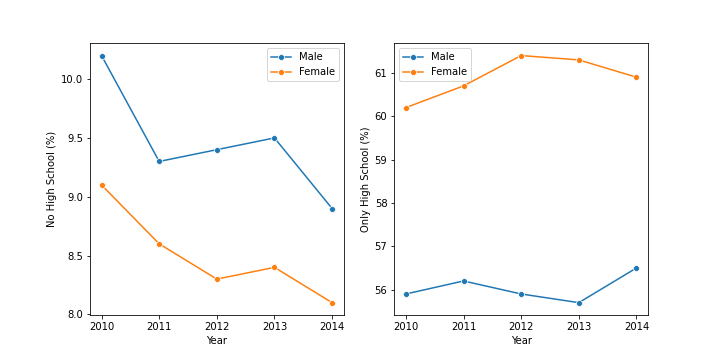 No High School (%)
10.0
9.5
9.0
8.5
8.0
2010 2011 2012 2013 2014
Year
Male
Female
Only High School (%)
61
60
59
58
57
56
2010 2011 2012 2013 2014
Year
Male
Female